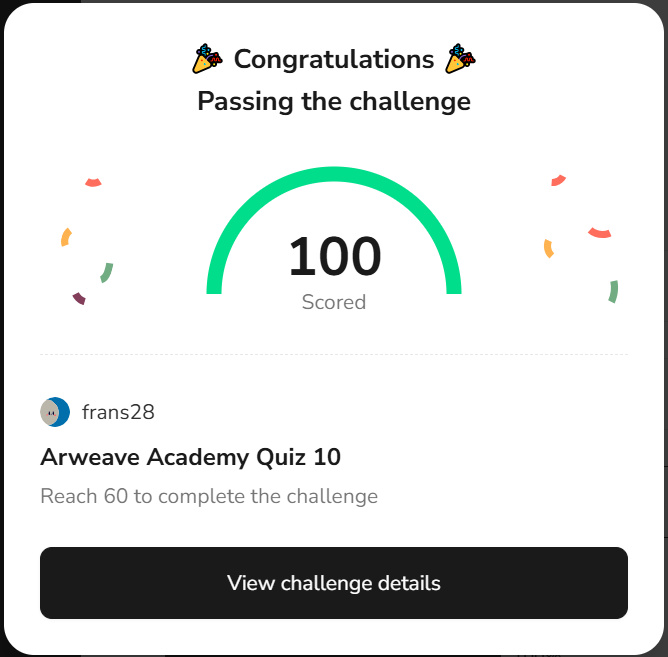 Congratulations
Passing the challenge
100
Scored
frans28
Arweave Academy Quiz 10
Reach 60 to complete the challenge
View challenge details